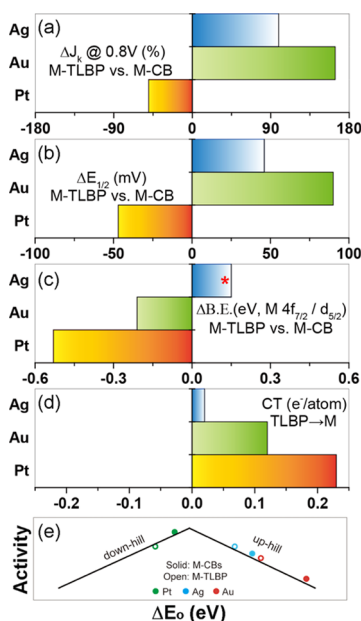 (a)
ΔJk @ 0.8V (%)
M-TLBP vs. M-CB
Ag
Au
Pt
-180 -90 0 90 180
(b)
ΔE1/2 (mV)
M-TLBP vs. M-CB
Ag
Au
Pt
-100 -50 0 50 100
(c)
*
ΔB.E.(eV, M 4f7/2 / d5/2)
M-TLBP vs. M-CB
Ag
Au
Pt
-0.6 -0.3 0.0 0.3 0.6
(d)
CT (e-/atom)
TLBP→M
Ag
Au
Pt
-0.2 -0.1 0.0 0.1 0.2
(e)
Activity
down-hill
up-hill
Solid: M-CBs
Open: M-TLBP
Pt Ag Au
ΔEo (eV)